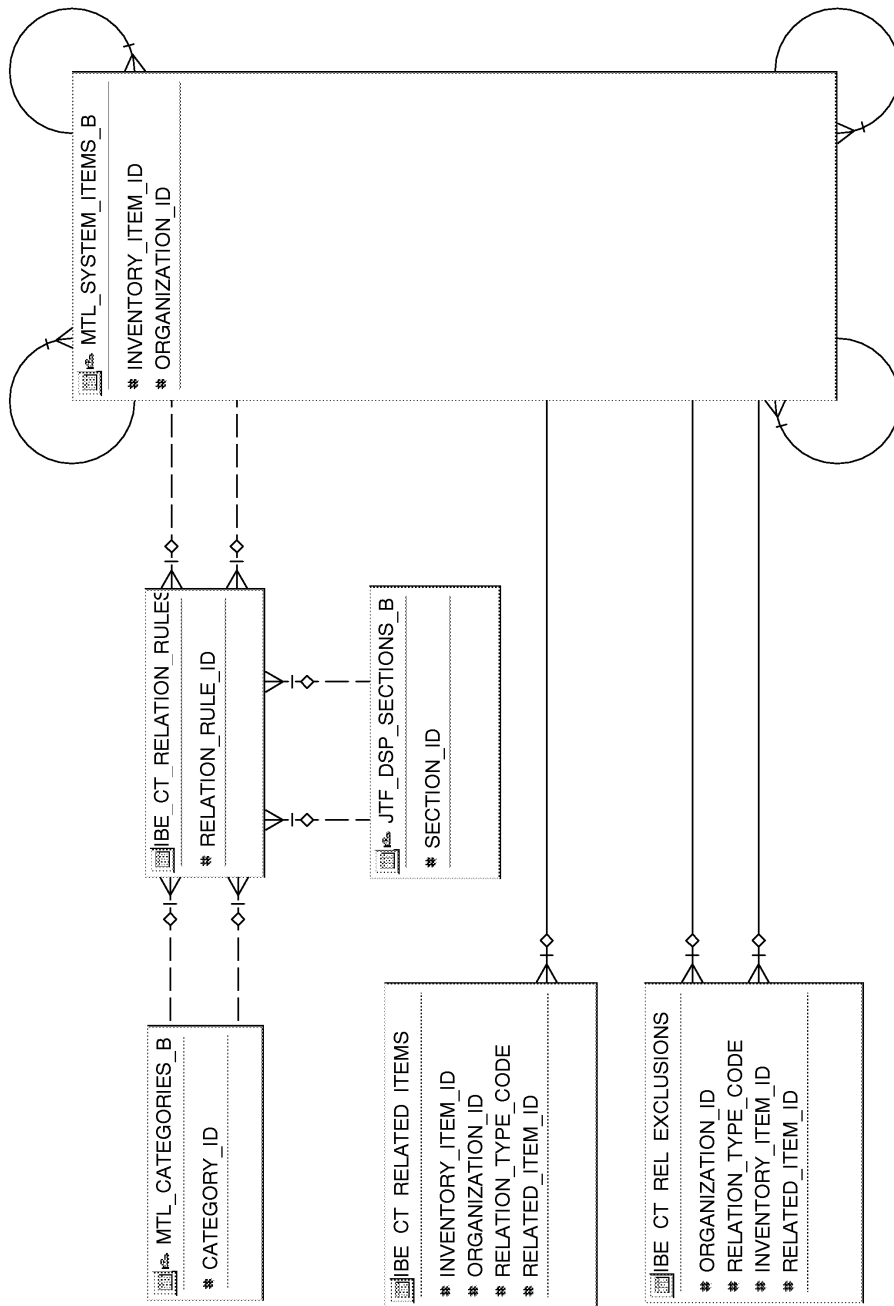 MTL_SYSTEM_ITEMS_B
# INVENTORY_ITEM_ID
# ORGANIZATION_ID
IBE_CT_RELATION_RULES
# RELATION_RULE_ID
JTF_DSP_SECTIONS_B
# SECTION_ID
MTL_CATEGORIES_B
# CATEGORY_ID
IBE_CT_RELATED_ITEMS
# INVENTORY_ITEM_ID
# ORGANIZATION_ID
# RELATION_TYPE_CODE
# RELATED_ITEM_ID
IBE_CT_REL_EXCLUSIONS
# ORGANIZATION_ID
# RELATION_TYPE_CODE
# INVENTORY_ITEM_ID
# RELATED_ITEM_ID